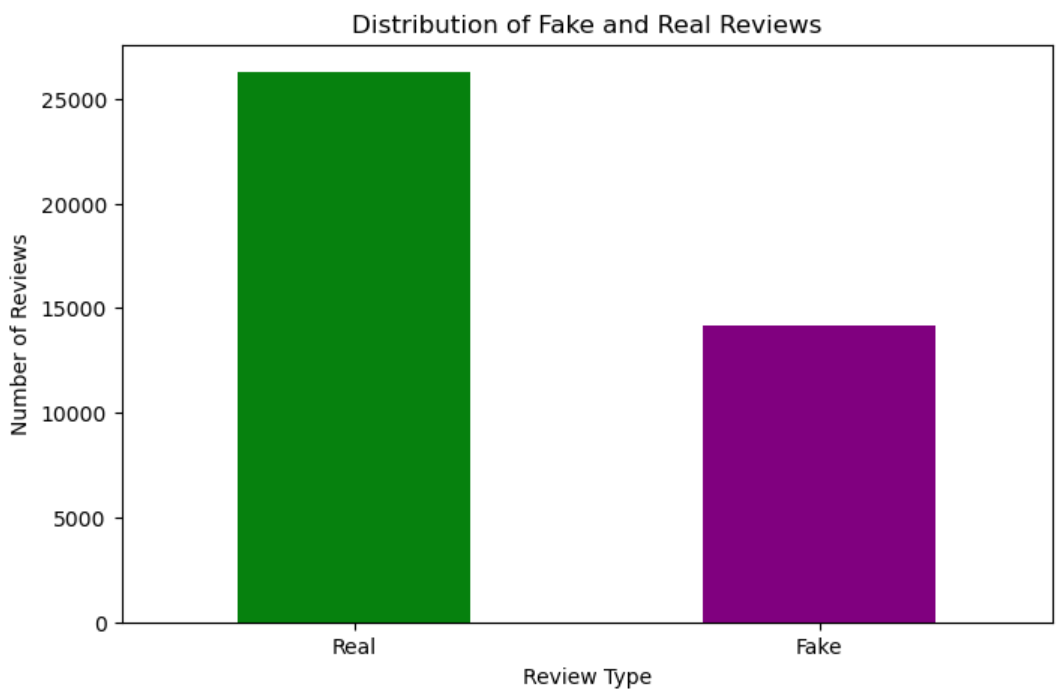 Distribution of Fake and Real Reviews
Number of Reviews
25000
20000
15000
10000
5000
0
Real
Fake
Review Type